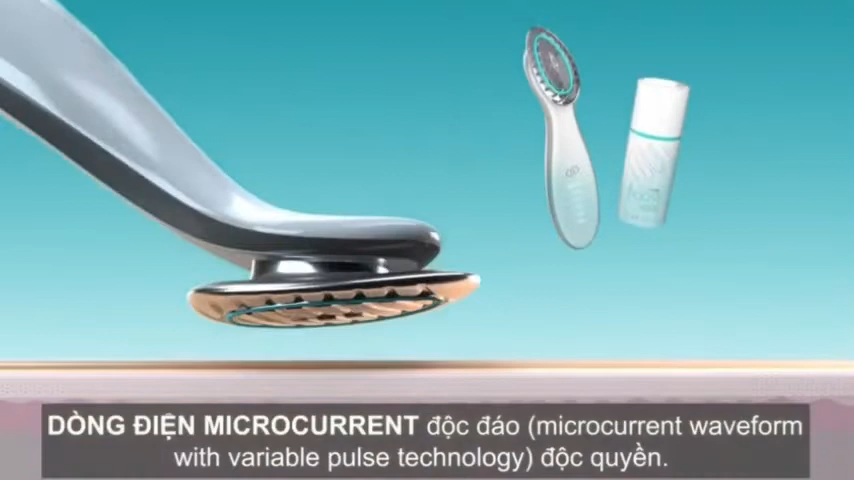 DÒNG ĐIỆN MICROCURRENT độc đáo (microcurrent waveform
with variable pulse technology) độc quyền.